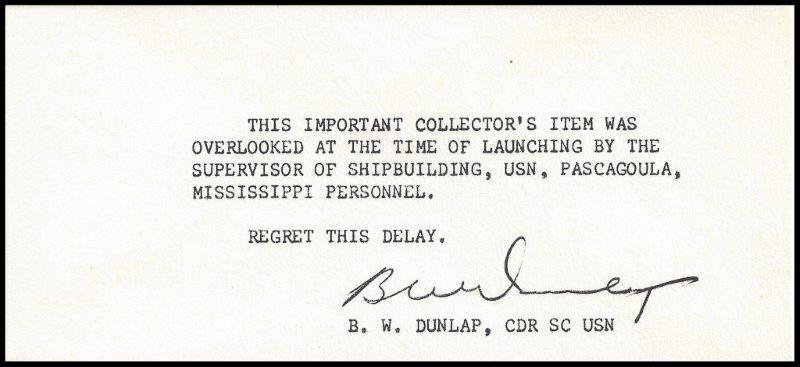 THIS IMPORTANT COLLECTOR'S ITEM WAS
OVERLOOKED AT THE TIME OF LAUNCHING BY THE
SUPERVISOR OF SHIPBUILDING, USN, PASCAGOULA,
MISSISSIPPI PERSONNEL.
REGRET THIS DELAY.
BWDunlap
B. W. DUNLAP, CDR SC USN